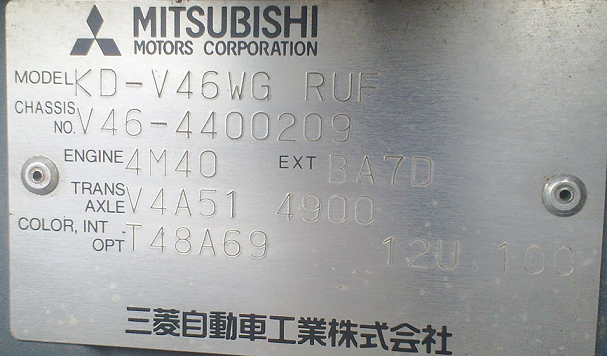 MITSUBISHI
MOTORS CORPORATION
MODEL KD-V46WG RUF
CHASSIS NO. V46-4400209
ENGINE 4M40 EXT BA7D
TRANS AXLE V4A51 4900
COLOR, INT OPT T48A69 12U 100
三菱自動車工業株式会社